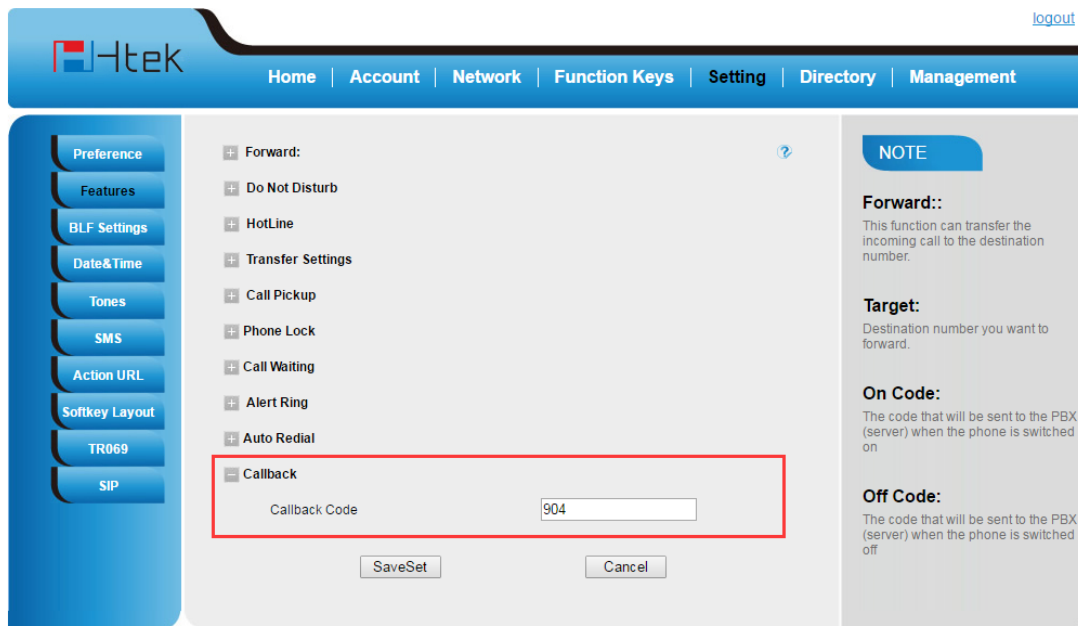 logout
Htek
Home | Account | Network | Function Keys | Setting | Directory | Management
Preference
Features
BLF Settings
Date&Time
Tones
SMS
Action URL
Softkey Layout
TR069
SIP
Forward:
Do Not Disturb
HotLine
Transfer Settings
Call Pickup
Phone Lock
Call Waiting
Alert Ring
Auto Redial
Callback
Callback Code 904
SaveSet Cancel
NOTE
Forward::
This function can transfer the
incoming call to the destination
number.
Target:
Destination number you want to
forward.
On Code:
The code that will be sent to the PBX
(server) when the phone is switched
on
Off Code:
The code that will be sent to the PBX
(server) when the phone is switched
off